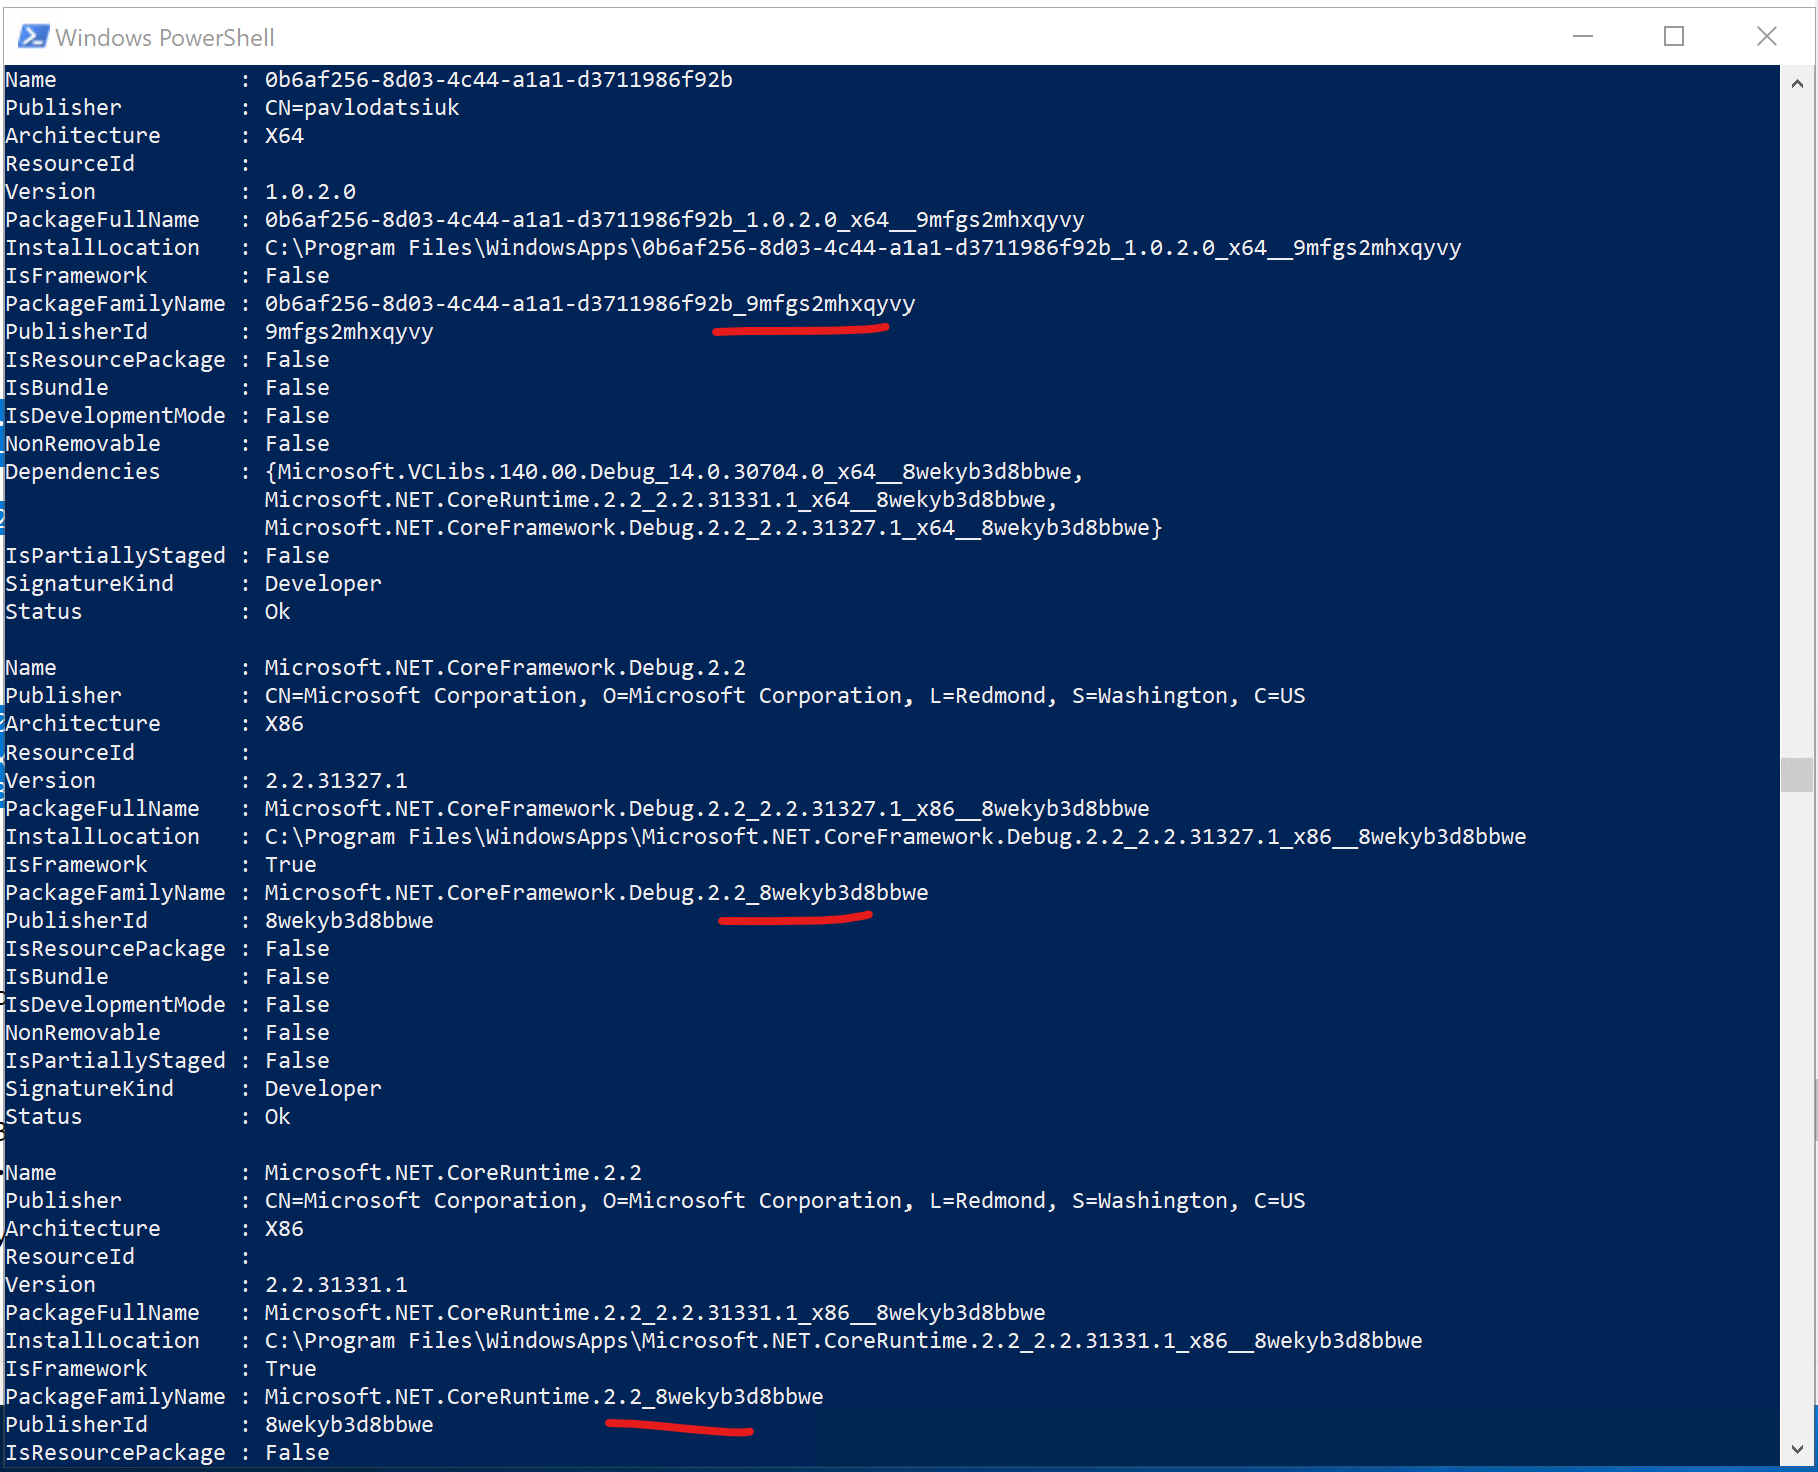 Windows PowerShell
Name : 0b6af256-8d03-4c44-a1a1-d3711986f92b
Publisher : CN=pavlodatsiuk
Architecture : X64
ResourceId :
Version : 1.0.2.0
PackageFullName : 0b6af256-8d03-4c44-a1a1-d3711986f92b_1.0.2.0_x64__9mfgs2mhxqyvy
InstallLocation : C:\Program Files\WindowsApps\0b6af256-8d03-4c44-a1a1-d3711986f92b_1.0.2.0_x64__9mfgs2mhxqyvy
IsFramework : False
PackageFamilyName : 0b6af256-8d03-4c44-a1a1-d3711986f92b_9mfgs2mhxqyvy
PublisherId : 9mfgs2mhxqyvy
IsResourcePackage : False
IsBundle : False
IsDevelopmentMode : False
NonRemovable : False
Dependencies : {Microsoft.VCLibs.140.00.Debug_14.0.30704.0_x64__8wekyb3d8bbwe,
Microsoft.NET.CoreRuntime.2.2_2.2.31331.1_x64__8wekyb3d8bbwe,
Microsoft.NET.CoreFramework.Debug.2.2_2.2.31327.1_x64__8wekyb3d8bbwe}
IsPartiallyStaged : False
SignatureKind : Developer
Status : Ok
Name : Microsoft.NET.CoreFramework.Debug.2.2
Publisher : CN=Microsoft Corporation, O=Microsoft Corporation, L=Redmond, S=Washington, C=US
Architecture : X86
ResourceId :
Version : 2.2.31327.1
PackageFullName : Microsoft.NET.CoreFramework.Debug.2.2_2.2.31327.1_x86__8wekyb3d8bbwe
InstallLocation : C:\Program Files\WindowsApps\Microsoft.NET.CoreFramework.Debug.2.2_2.2.31327.1_x86__8wekyb3d8bbwe
IsFramework : True
PackageFamilyName : Microsoft.NET.CoreFramework.Debug.2.2_8wekyb3d8bbwe
PublisherId : 8wekyb3d8bbwe
IsResourcePackage : False
IsBundle : False
IsDevelopmentMode : False
NonRemovable : False
IsPartiallyStaged : False
SignatureKind : Developer
Status : Ok
Name : Microsoft.NET.CoreRuntime.2.2
Publisher : CN=Microsoft Corporation, O=Microsoft Corporation, L=Redmond, S=Washington, C=US
Architecture : X86
ResourceId :
Version : 2.2.31331.1
PackageFullName : Microsoft.NET.CoreRuntime.2.2_2.2.31331.1_x86__8wekyb3d8bbwe
InstallLocation : C:\Program Files\WindowsApps\Microsoft.NET.CoreRuntime.2.2_2.2.31331.1_x86__8wekyb3d8bbwe
IsFramework : True
PackageFamilyName : Microsoft.NET.CoreRuntime.2.2_8wekyb3d8bbwe
PublisherId : 8wekyb3d8bbwe
IsResourcePackage : False